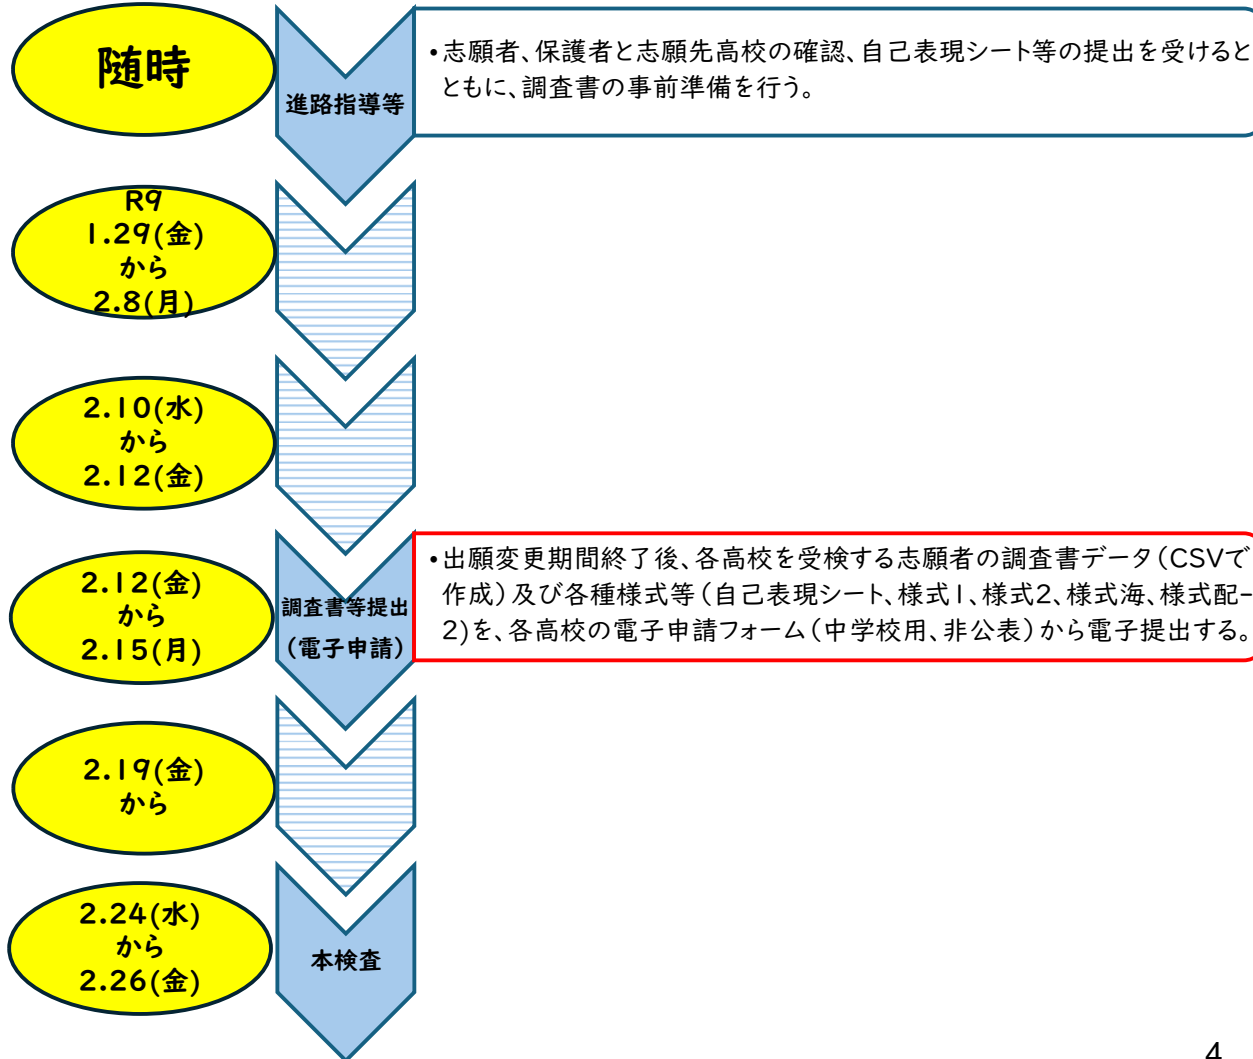 随時
進路指導等
•志願者、保護者と志願先高校の確認、自己表現シート等の提出を受けると
ともに、調査書の事前準備を行う。
R9
1.29(金)
から
2.8(月)
2.10(水)
から
2.12(金)
2.12(金)
から
2.15(月)
調査書等提出
(電子申請)
•出願変更期間終了後、各高校を受検する志願者の調査書データ(CSVで
作成)及び各種様式等(自己表現シート、様式1、様式2、様式海、様式配-
2)を、各高校の電子申請フォーム(中学校用、非公表)から電子提出する。
2.19(金)
から
2.24(水)
から
2.26(金)
本検査
4